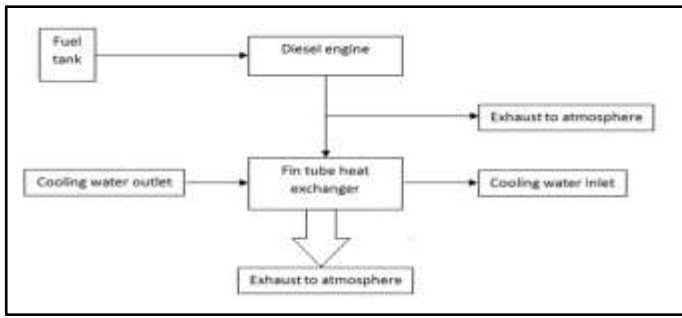 Fuel
tank
Diesel engine
Exhaust to atmosphere
Cooling water outlet
Fin tube heat
exchanger
Cooling water inlet
Exhaust to atmosphere